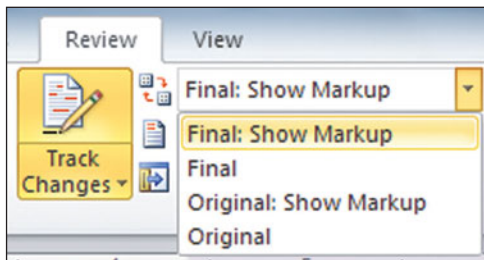 Review View
Final: Show Markup
Track
Changes
Final: Show Markup
Final
Original: Show Markup
Original